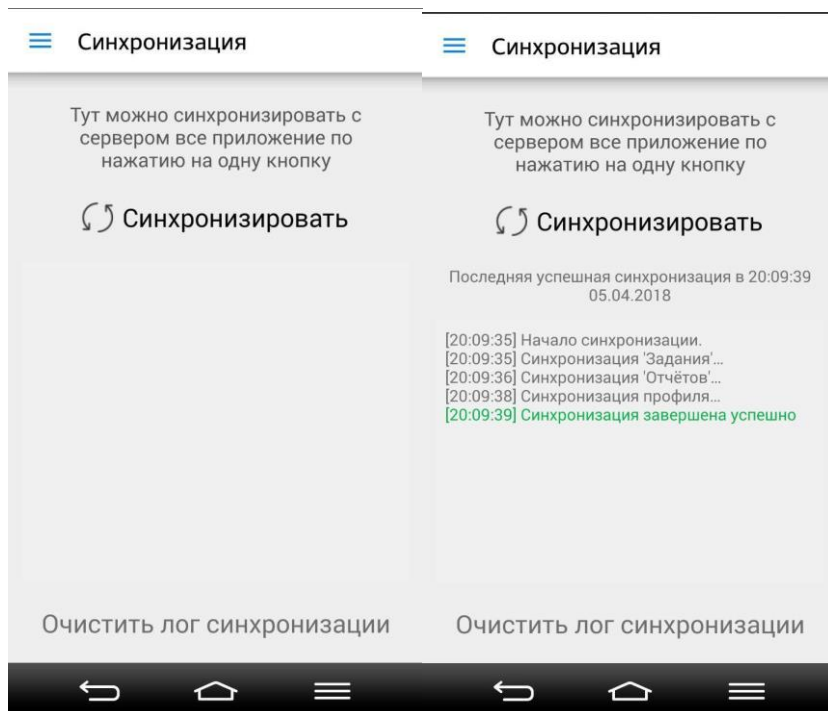 Синхронизация
Тут можно синхронизировать с
сервером все приложение по
нажатию на одну кнопку
Синхронизировать
Очистить лог синхронизации
Синхронизация
Тут можно синхронизировать с
сервером все приложение по
нажатию на одну кнопку
Синхронизировать
Последняя успешная синхронизация в 20:09:39
05.04.2018
[20:09:35] Начало синхронизации.
[20:09:35] Синхронизация 'Задания'...
[20:09:36] Синхронизация 'Отчётов'...
[20:09:38] Синхронизация профиля...
[20:09:39] Синхронизация завершена успешно
Очистить лог синхронизации